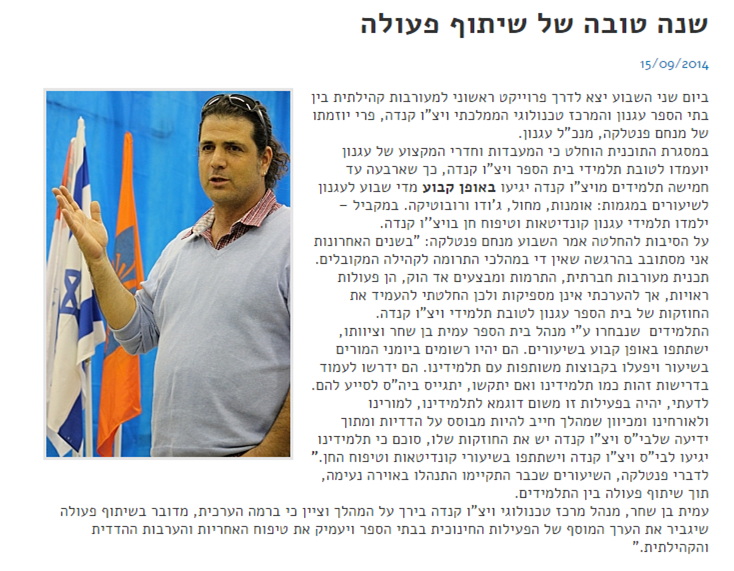 שנה טובה של שיתוף פעולה
15/09/2014
ביום שני השבוע יצא לדרך פרוייקט ראשוני למעורבות קהילתית בין
בתי הספר עגנון והמרכז טכנולוגי הממלכתי ויצ"ו קנדה, פרי יוזמתו
של מנחם פנטלקה, מנכ"ל עגנון.
במסגרת התוכנית הוחלט כי המעבדות וחדרי המקצוע של עגנון
יועמדו לטובת תלמידי בית הספר ויצ"ו קנדה, כך שארבעה עד
חמישה תלמידים מויצ"ו קנדה יגיעו באופן קבוע מדי שבוע לעגנון
לשיעורים במגמות: אומנות, מחול, ג'ודו ורובוטיקה. במקביל –
ילמדו תלמידי עגנון קונדיטאות וטיפוח חן בויצ''ו קנדה.
על הסיבות להחלטה אמר השבוע מנחם פנטלקה: "בשנים האחרונות
אני מסתובב בהרגשה שאין די במהלכי התרומה לקהילה המקובלים.
תכנית מעורבות חברתית, התרמות ומבצעים אד הוק, הן פעולות
ראויות, אך להערכתי אינן מספיקות ולכן החלטתי להעמיד את
החוזקות של בית הספר עגנון לטובת תלמידי ויצ"ו קנדה.
התלמידים שנבחרו ע"י מנהל בית הספר עמית בן שחר וציוותו,
ישתתפו באופן קבוע בשיעורים. הם יהיו רשומים ביומני המורים
בשיעור ויפעלו בקבוצות משותפות עם תלמידינו. הם ידרשו לעמוד
בדרישות זהות כמו תלמידינו ואם יתקשו, יתגייס ביה"ס לסייע להם.
לדעתי, יהיה בפעילות זו משום דוגמא לתלמידינו, למורינו
ולאורחינו ומכיוון שמהלך חייב להיות מבוסס על הדדיות ומתוך
ידיעה שלבי"ס ויצ"ו קנדה יש את החוזקות שלו, סוכם כי תלמידינו
יגיעו לבי"ס ויצ"ו קנדה וישתתפו בשיעורי קונדיטאות וטיפוח החן."
לדברי פנטלקה, השיעורים שכבר התקיימו התנהלו באוירה נעימה,
תוך שיתוף פעולה בין התלמידים.
עמית בן שחר, מנהל מרכז טכנולוגי ויצ"ו קנדה בירך על המהלך וציין כי ברמה הערכית, מדובר בשיתוף פעולה
שיגביר את הערך המוסף של הפעילות החינוכית בבתי הספר ויעמיק את טיפוח האחריות והערבות ההדדית
והקהילתית."